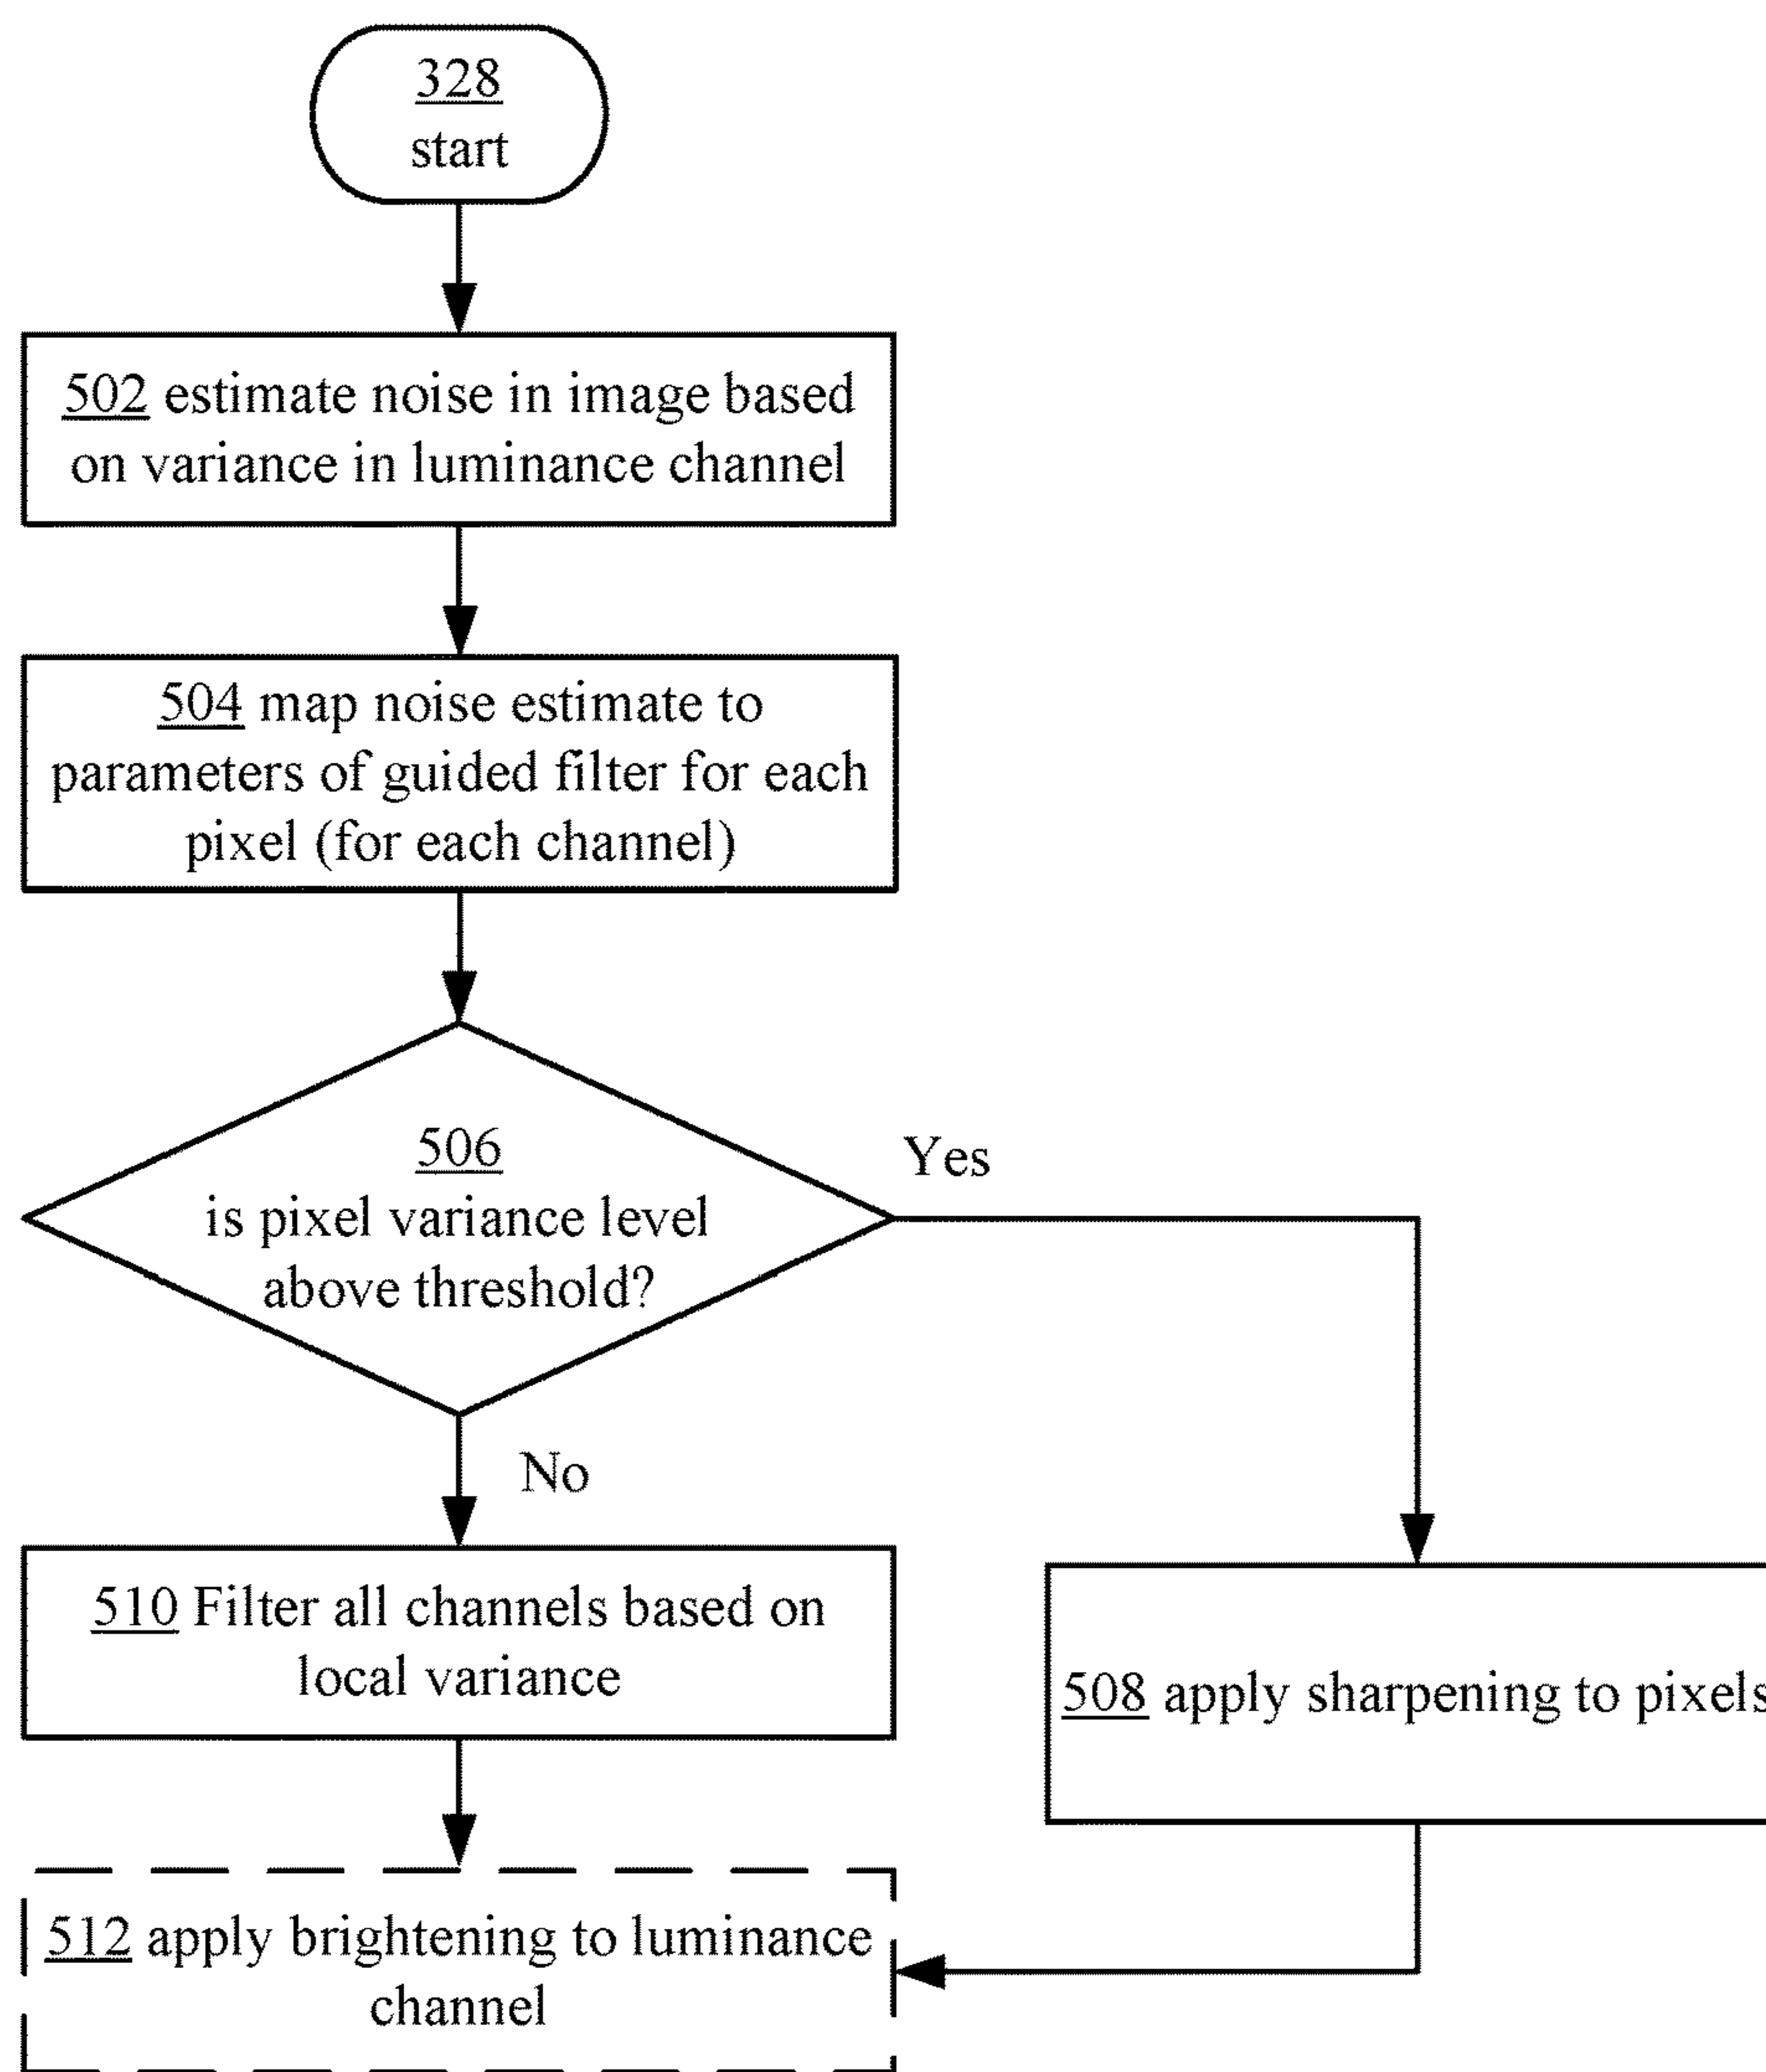 328
start
502 estimate noise in image based
on variance in luminance channel
504 map noise estimate to
parameters of guided filter for each
pixel (for each channel)
506
is pixel variance level
above threshold?
Yes
No
510 Filter all channels based on
local variance
508 apply sharpening to pixels
512 apply brightening to luminance
channel